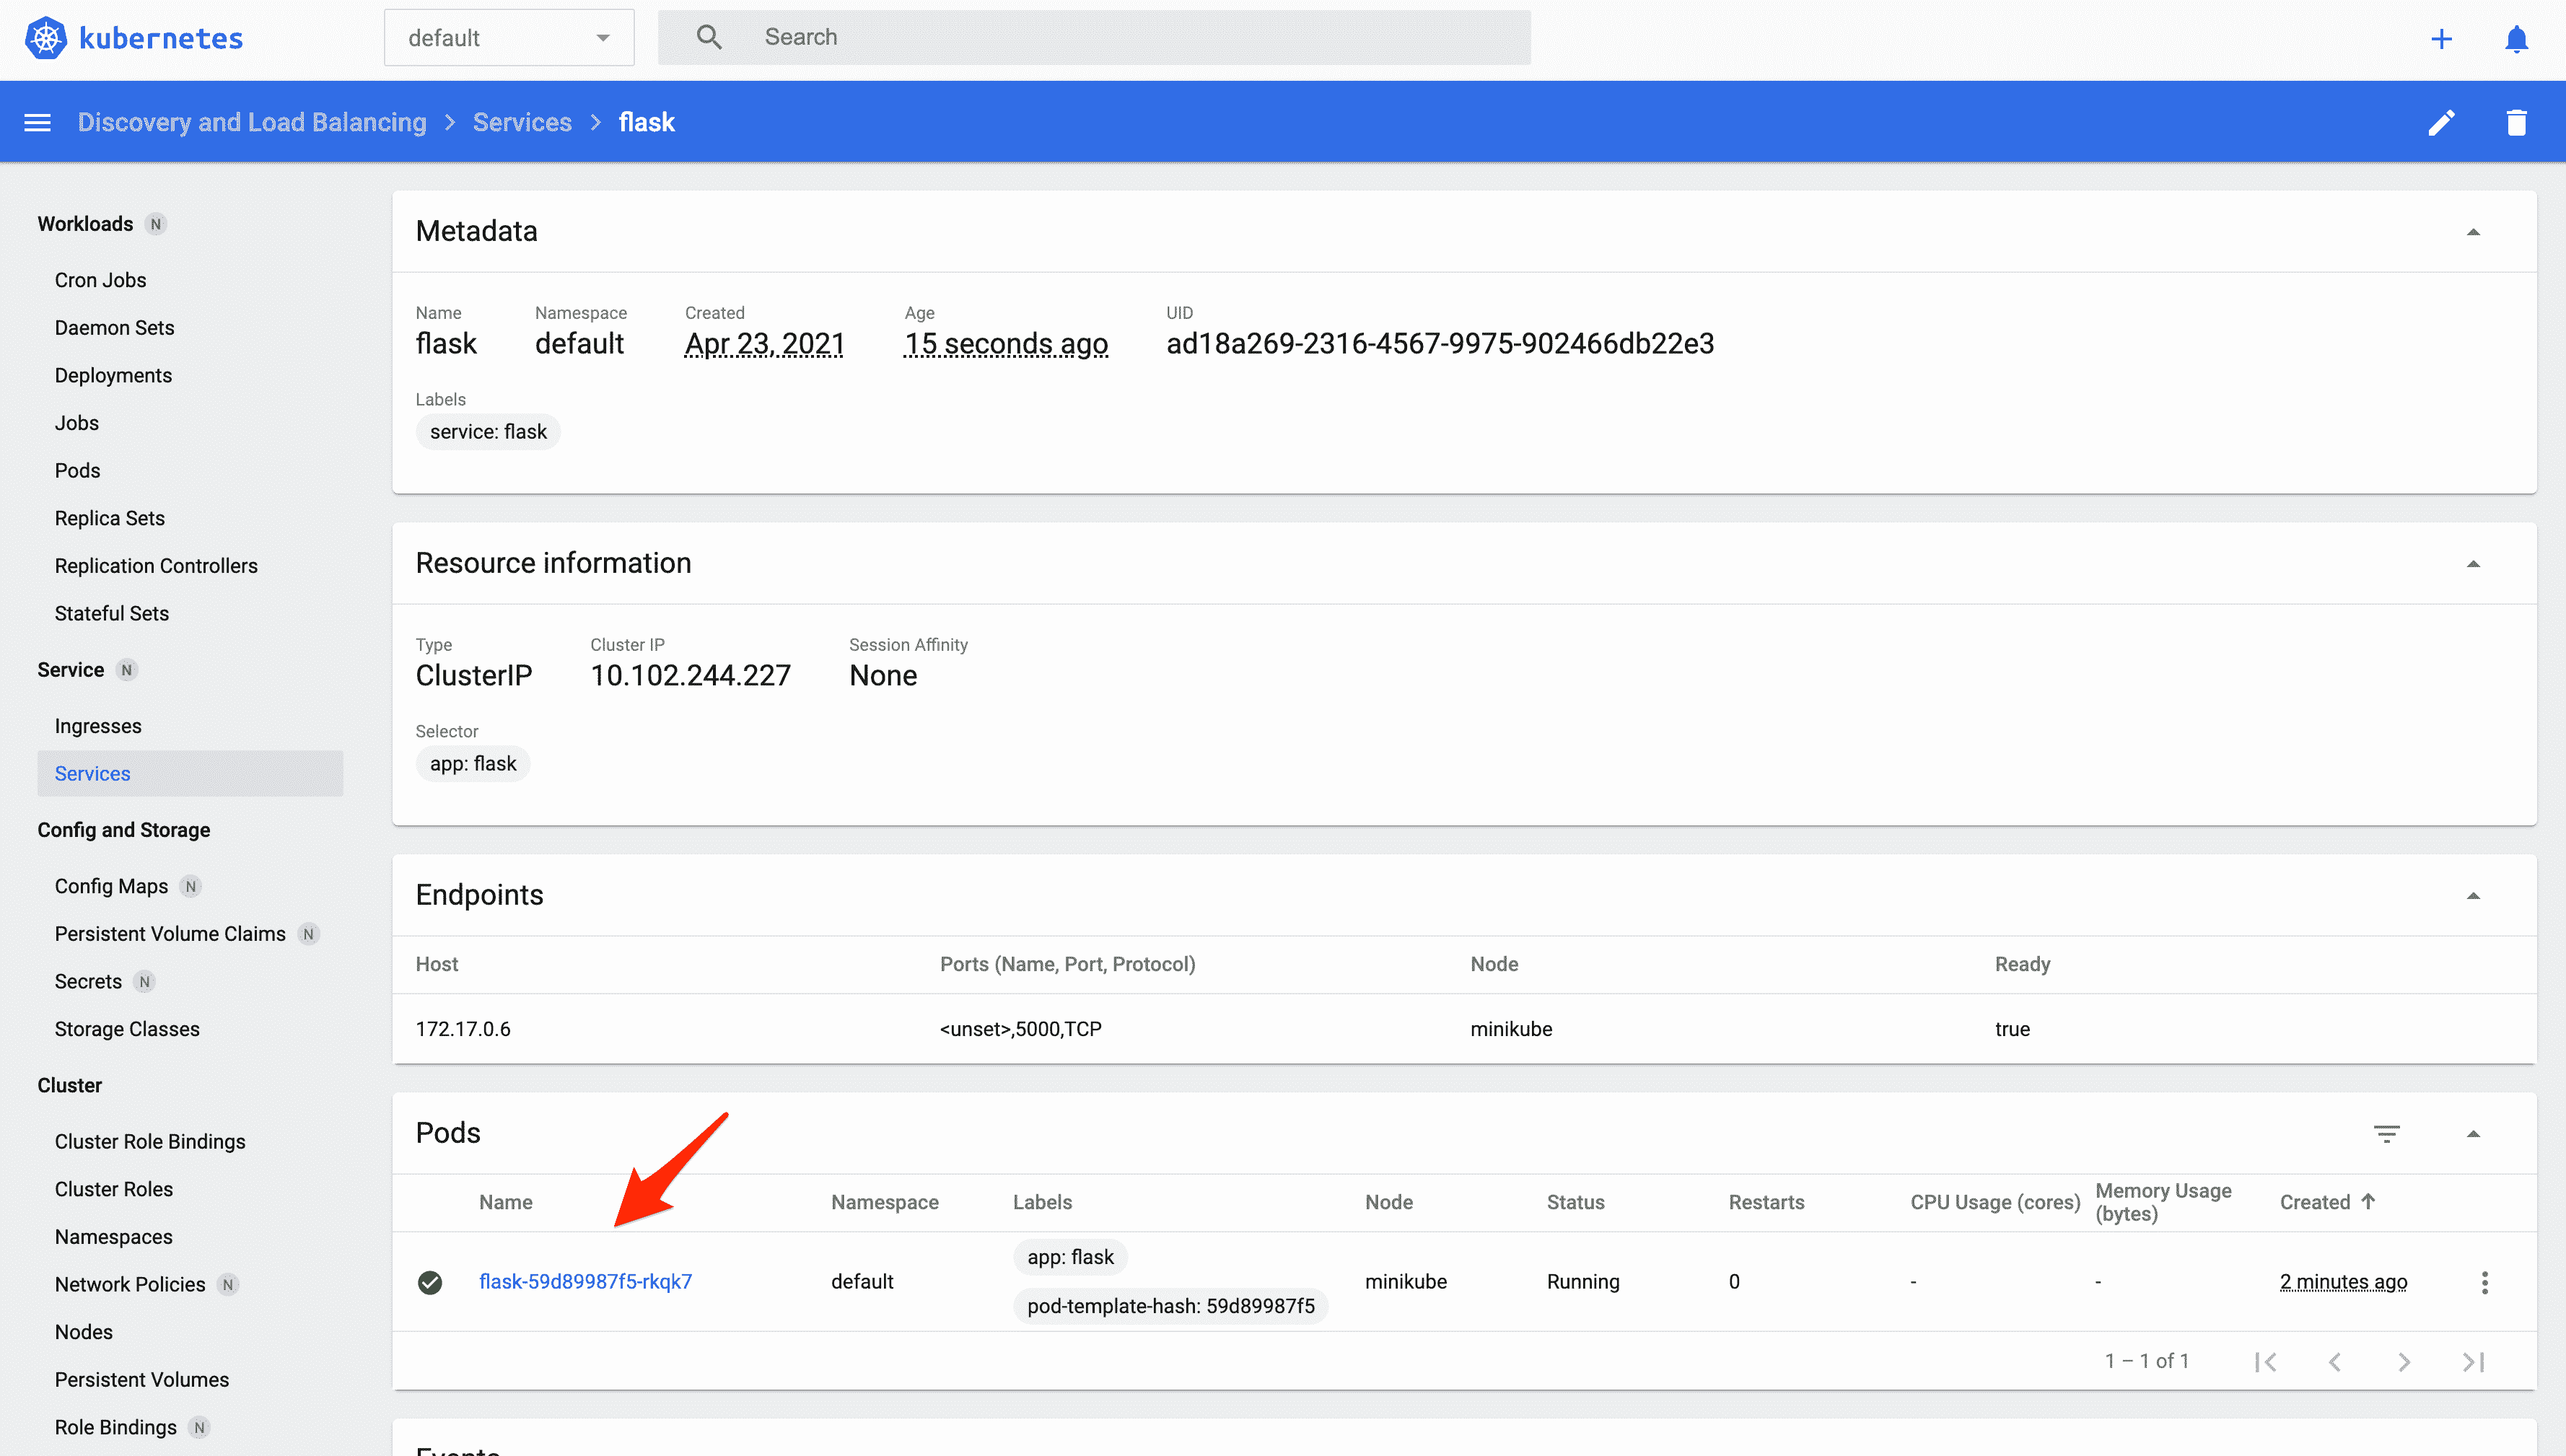 kubernetes
default
Search
Discovery and Load Balancing > Services > flask
Workloads N
Cron Jobs
Daemon Sets
Deployments
Jobs
Pods
Replica Sets
Replication Controllers
Stateful Sets
Service N
Ingresses
Services
Config and Storage
Config Maps N
Persistent Volume Claims N
Secrets N
Storage Classes
Cluster
Cluster Role Bindings
Cluster Roles
Namespaces
Network Policies N
Nodes
Persistent Volumes
Role Bindings N
Metadata
Name Namespace Created Age UID
flask default Apr 23, 2021 15 seconds ago ad18a269-2316-4567-9975-902466db22e3
Labels
service: flask
Resource information
Type Cluster IP Session Affinity
ClusterIP 10.102.244.227 None
Selector
app: flask
Endpoints
Host Ports (Name, Port, Protocol) Node Ready
172.17.0.6 <unset>,5000,TCP minikube true
Pods
Name Namespace Labels Node Status Restarts CPU Usage (cores) Memory Usage (bytes) Created
flask-59d89987f5-rkqk7 default app: flask pod-template-hash: 59d89987f5 minikube Running 0 - - 2 minutes ago
1 – 1 of 1
Events